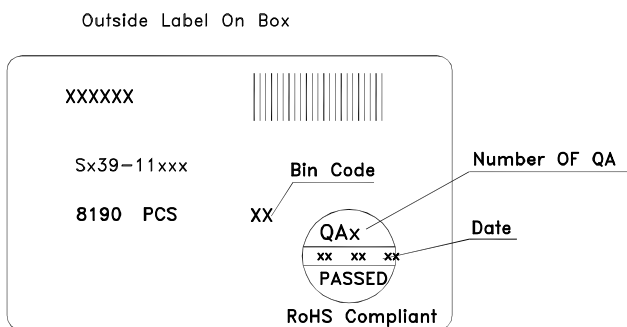 Outside Label On Box
XXXXXX
Sx39-11xxx
Bin Code
Number OF QA
8190 PCS
XX
QAx
Date
xx xx xx
PASSED
RoHS Compliant